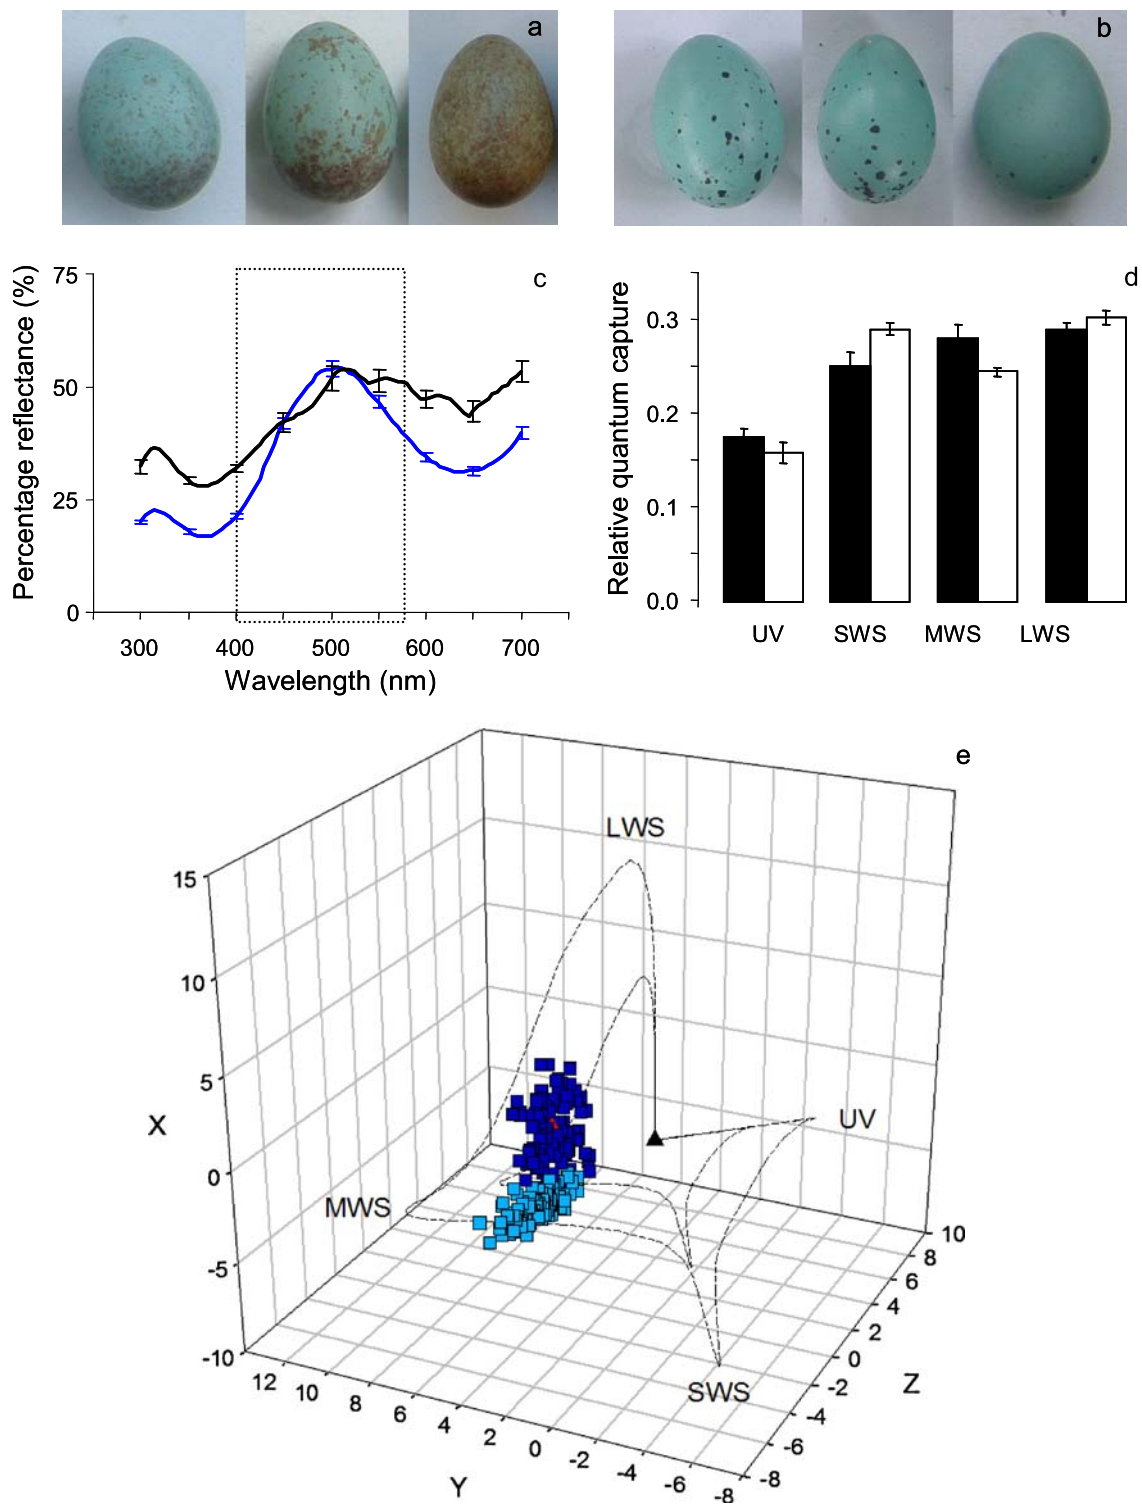 a
b
c
Percentage reflectance (%)
75
50
25
0
300
400
500
600
700
Wavelength (nm)
d
Relative quantum capture
0.3
0.2
0.1
0.0
UV
SWS
MWS
LWS
e
LWS
UV
MWS
SWS
X
15
10
5
0
-5
-10
Y
12
10
8
6
4
2
0
-2
-4
-6
-8
Z
10
8
6
4
2
0
-2
-4
-6
-8